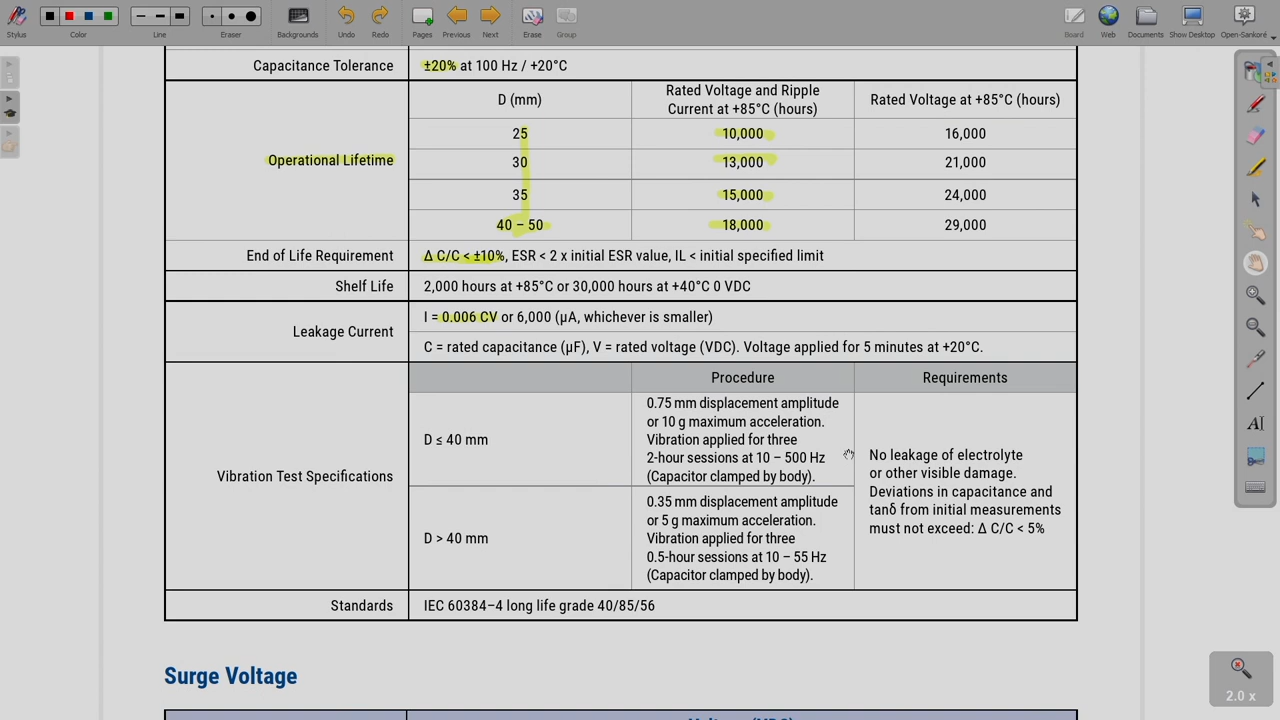 Stylus
Color
Line
Eraser
Backgrounds
Undo
Redo
Pages
Previous
Next
Erase
Group
Board
Web
Documents
Show Desktop
Open-Sankoré
Capacitance Tolerance
±20% at 100 Hz / +20°C
Operational Lifetime
D (mm)
Rated Voltage and Ripple
Current at +85°C (hours)
Rated Voltage at +85°C (hours)
25
10,000
16,000
30
13,000
21,000
35
15,000
24,000
40 – 50
18,000
29,000
End of Life Requirement
Δ C/C < ±10%, ESR < 2 x initial ESR value, IL < initial specified limit
Shelf Life
2,000 hours at +85°C or 30,000 hours at +40°C 0 VDC
Leakage Current
I = 0.006 CV or 6,000 (µA, whichever is smaller)
C = rated capacitance (µF), V = rated voltage (VDC). Voltage applied for 5 minutes at +20°C.
Vibration Test Specifications
Procedure
Requirements
D ≤ 40 mm
0.75 mm displacement amplitude
or 10 g maximum acceleration.
Vibration applied for three
2-hour sessions at 10 – 500 Hz
(Capacitor clamped by body).
No leakage of electrolyte
or other visible damage.
Deviations in capacitance and
tanδ from initial measurements
must not exceed: Δ C/C < 5%
D > 40 mm
0.35 mm displacement amplitude
or 5 g maximum acceleration.
Vibration applied for three
0.5-hour sessions at 10 – 55 Hz
(Capacitor clamped by body).
Standards
IEC 60384–4 long life grade 40/85/56
Surge Voltage
Voltage (VDC)
AI
2.0 x